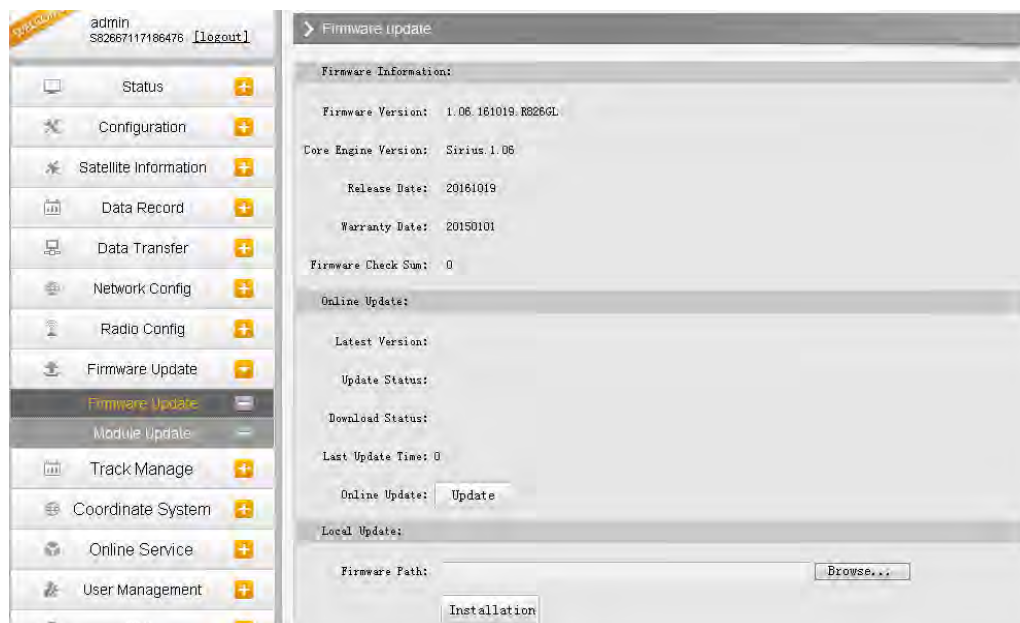 WELCOME
admin
S82667117186476 [logout]
Status
Configuration
Satellite Information
Data Record
Data Transfer
Network Config
Radio Config
Firmware Update
Firmware Update
Module Update
Track Manage
Coordinate System
Online Service
User Management
Firmware update
Firmware Information:
Firmware Version: 1.06.161019.R826GL
Core Engine Version: Sirius.1.06
Release Date: 20161019
Warranty Date: 20150101
Firmware Check Sum: 0
Online Update:
Latest Version:
Update Status:
Download Status:
Last Update Time: 0
Online Update: Update
Local Update:
Firmware Path: Browse...
Installation